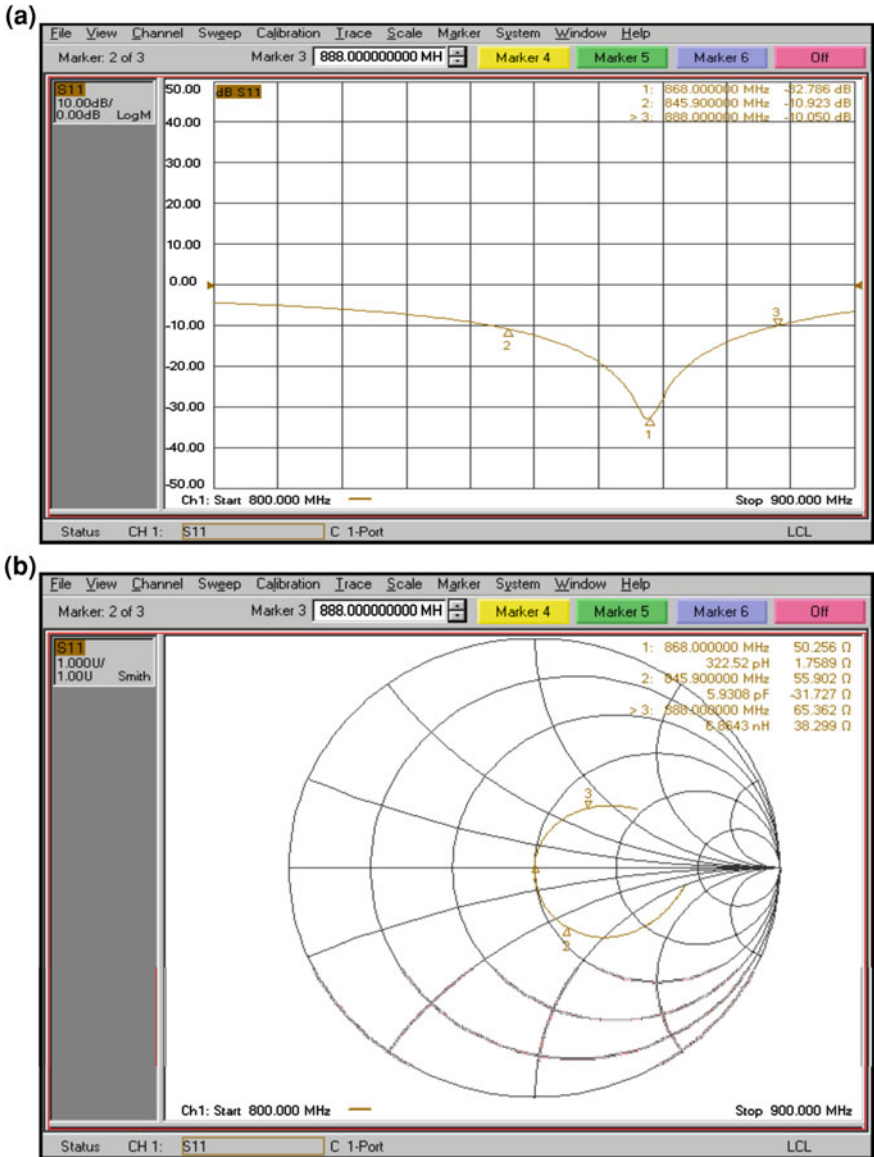 (a)
File View Channel Sweep Calibration Trace Scale Marker System Window Help
Marker: 2 of 3 Marker 3 888.000000000 MH Marker 4 Marker 5 Marker 6 Off
S11
10.00dB/
0.00dB LogM
dB S11
1: 868.000000 MHz -32.786 dB
2: 845.900000 MHz -10.923 dB
> 3: 888.000000 MHz -10.050 dB
50.00
40.00
30.00
20.00
10.00
0.00
-10.00
-20.00
-30.00
-40.00
-50.00
2
1
3
Ch1: Start 800.000 MHz Stop 900.000 MHz
Status CH 1: S11 C 1-Port LCL
(b)
File View Channel Sweep Calibration Trace Scale Marker System Window Help
Marker: 2 of 3 Marker 3 888.000000000 MH Marker 4 Marker 5 Marker 6 Off
S11
1.000U/
1.00U Smith
1: 868.000000 MHz 50.256 Ω
322.52 pH 1.7589 Ω
2: 845.900000 MHz 55.902 Ω
5.9308 pF -31.727 Ω
> 3: 888.000000 MHz 65.362 Ω
6.8643 nH 38.299 Ω
3
2
Ch1: Start 800.000 MHz Stop 900.000 MHz
Status CH 1: S11 C 1-Port LCL